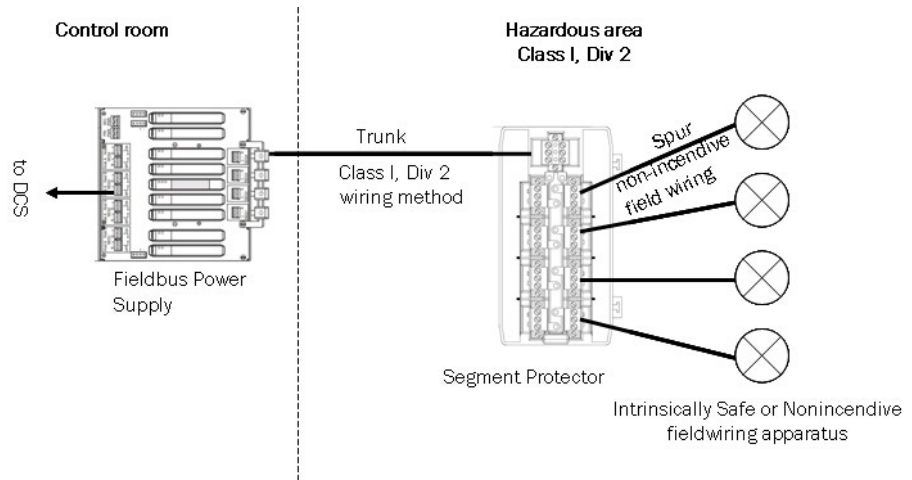 Control room
Hazardous area
Class I, Div 2
to DCS
Trunk
Class I, Div 2
wiring method
Spur
non-incendive
field wiring
Fieldbus Power
Supply
Segment Protector
Intrinsically Safe or Nonincendive
fieldwiring apparatus